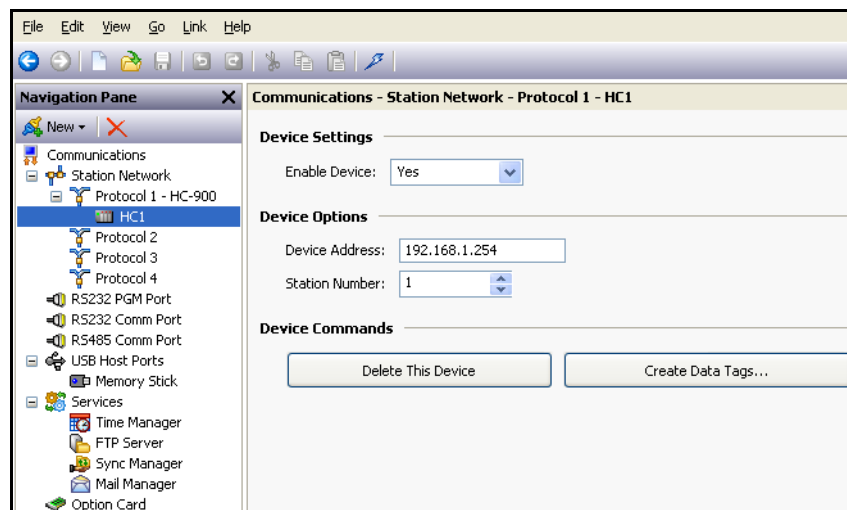 File Edit View Go Link Help
Navigation Pane
Communications - Station Network - Protocol 1 - HC1
New
Communications
Station Network
Protocol 1 - HC-900
HC1
Protocol 2
Protocol 3
Protocol 4
RS232 PGM Port
RS232 Comm Port
RS485 Comm Port
USB Host Ports
Memory Stick
Services
Time Manager
FTP Server
Sync Manager
Mail Manager
Option Card
Device Settings
Enable Device: Yes
Device Options
Device Address: 192.168.1.254
Station Number: 1
Device Commands
Delete This Device
Create Data Tags...